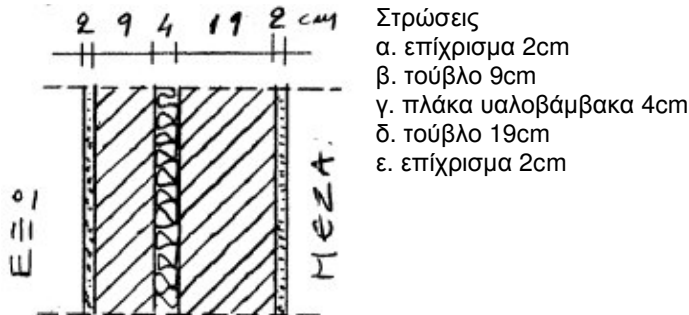 2 9 4 19 2 cm
Στρώσεις
α. επίχρισμα 2cm
β. τούβλο 9cm
γ. πλάκα υαλοβάμβακα 4cm
δ. τούβλο 19cm
ε. επίχρισμα 2cm
ΕΞΩ
ΜΕΣΑ.